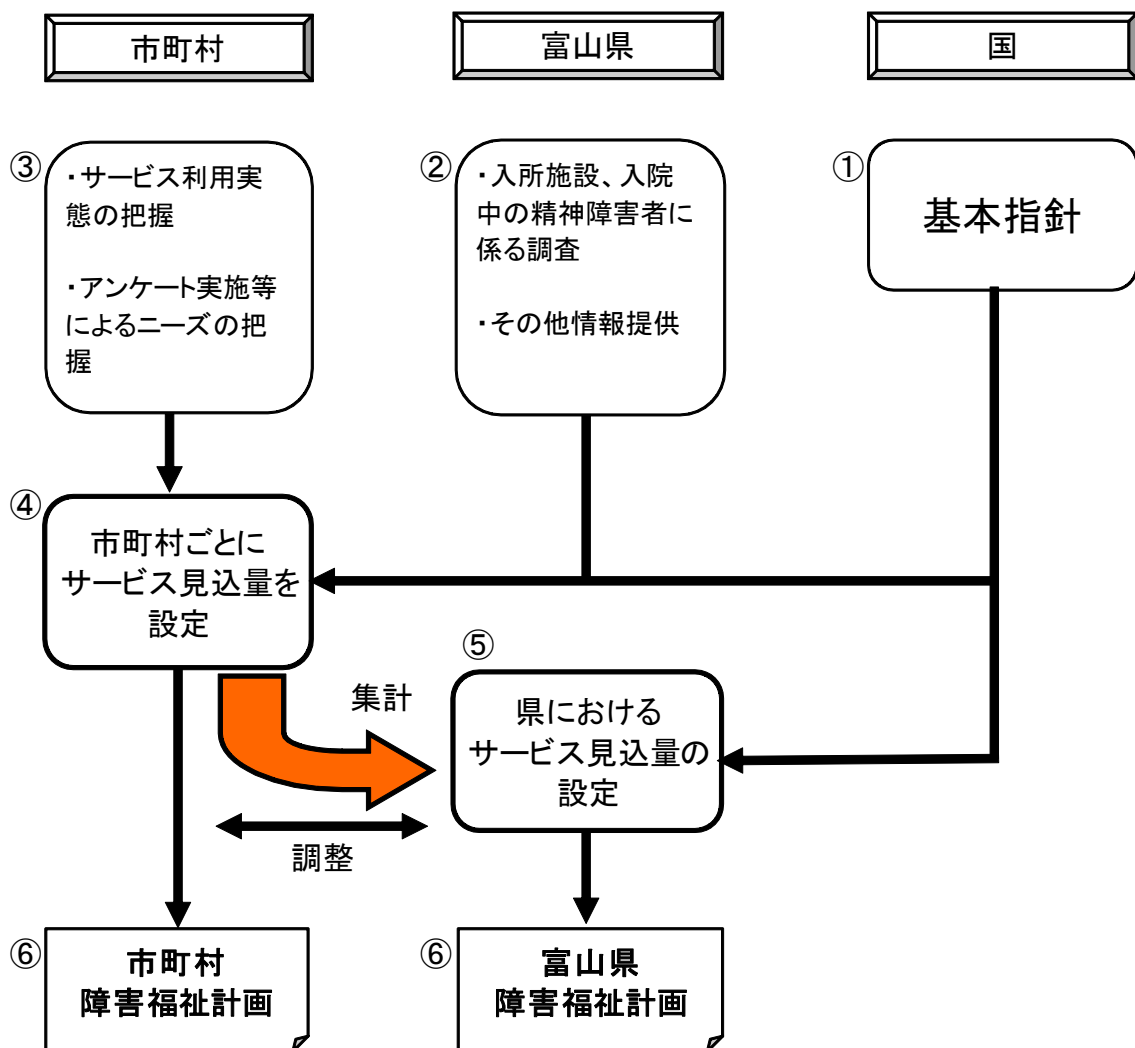 市町村
富山県
国
③
・サービス利用実
態の把握
・アンケート実施等
によるニーズの把
握
②
・入所施設、入院
中の精神障害者に
係る調査
・その他情報提供
①
基本指針
④
市町村ごとに
サービス見込量を
設定
集計
調整
⑤
県における
サービス見込量の
設定
⑥
市町村
障害福祉計画
⑥
富山県
障害福祉計画